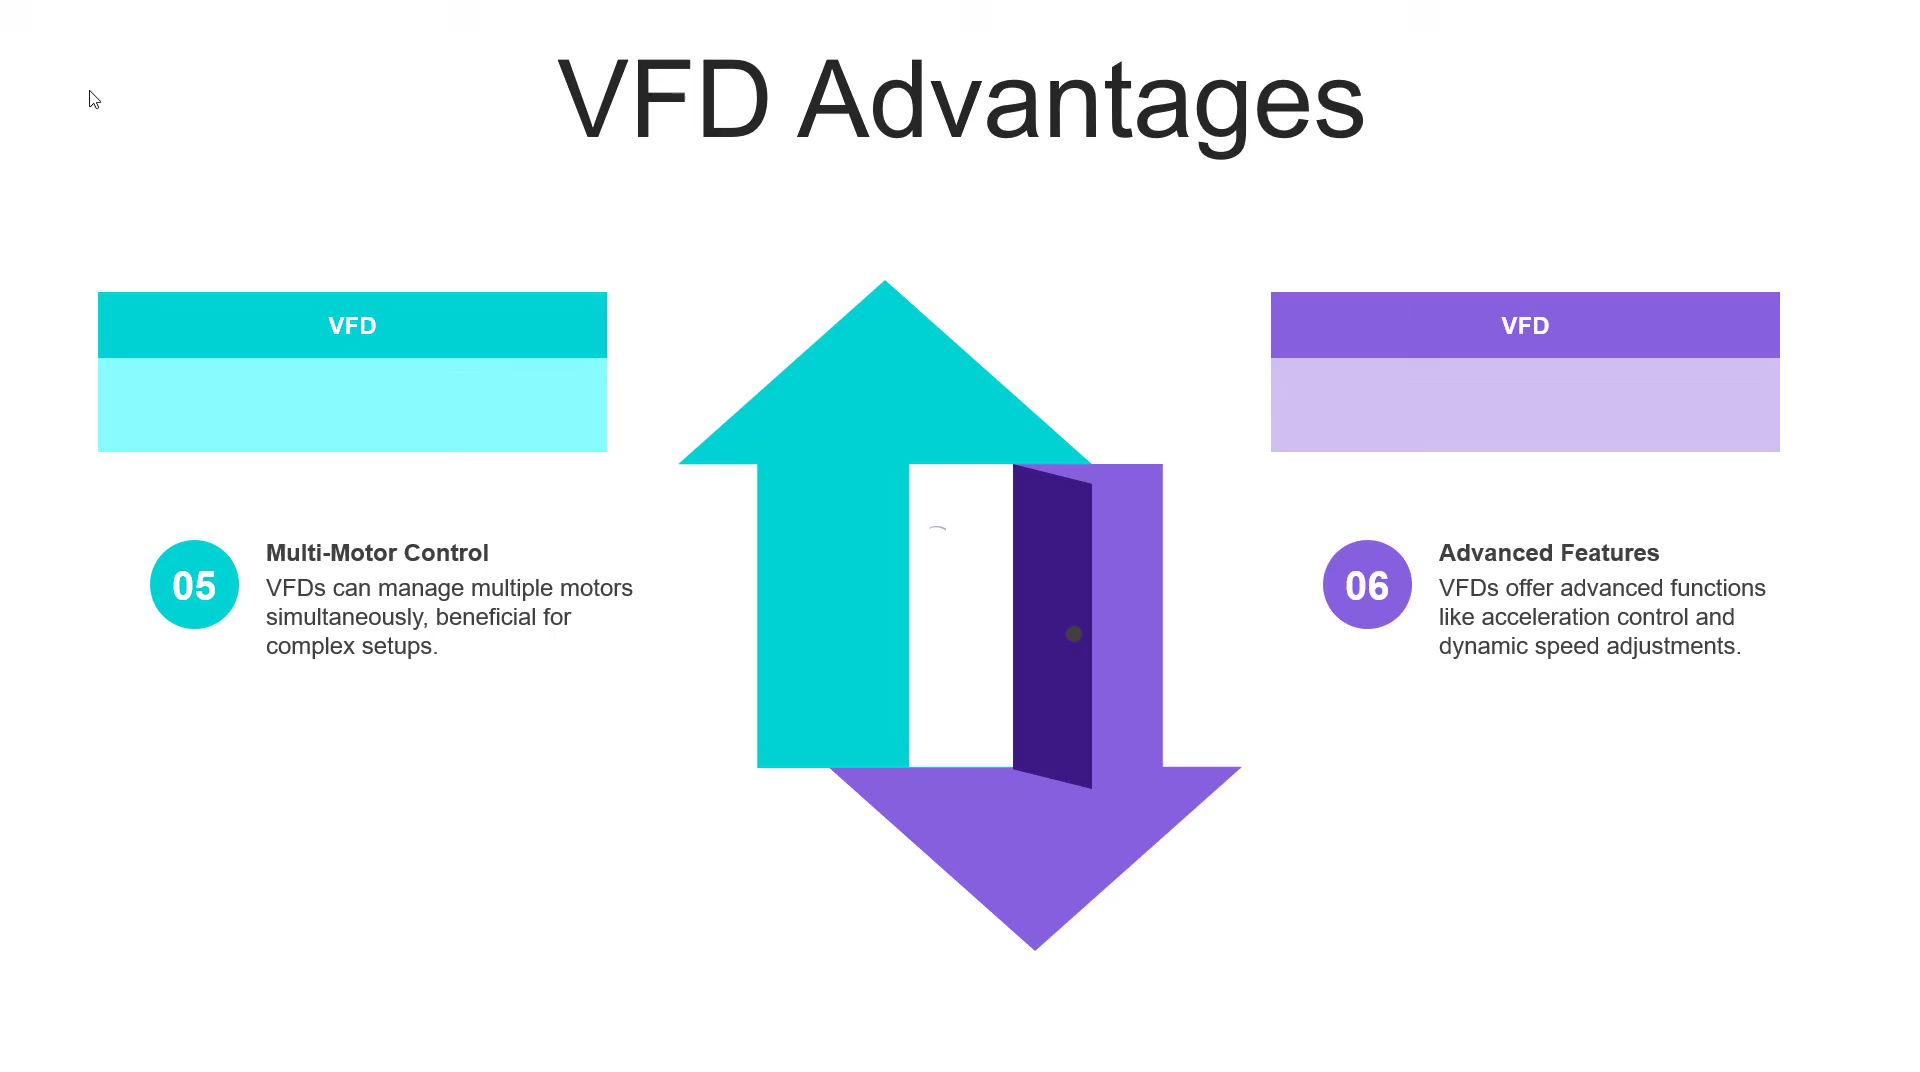 VFD Advantages
VFD
05
Multi-Motor Control
VFDs can manage multiple motors
simultaneously, beneficial for
complex setups.
VFD
06
Advanced Features
VFDs offer advanced functions
like acceleration control and
dynamic speed adjustments.